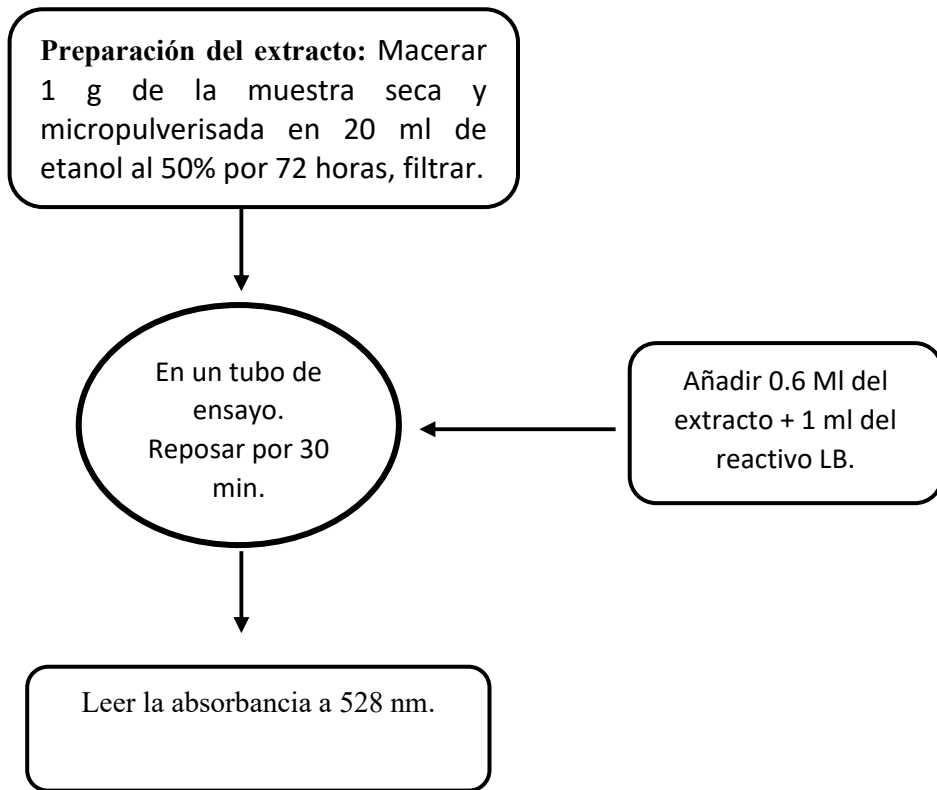 Preparación del extracto: Macerar
1 g de la muestra seca y
micropulverisada en 20 ml de
etanol al 50% por 72 horas, filtrar.
En un tubo de
ensayo.
Reposar por 30
min.
Añadir 0.6 Ml del
extracto + 1 ml del
reactivo LB.
Leer la absorbancia a 528 nm.